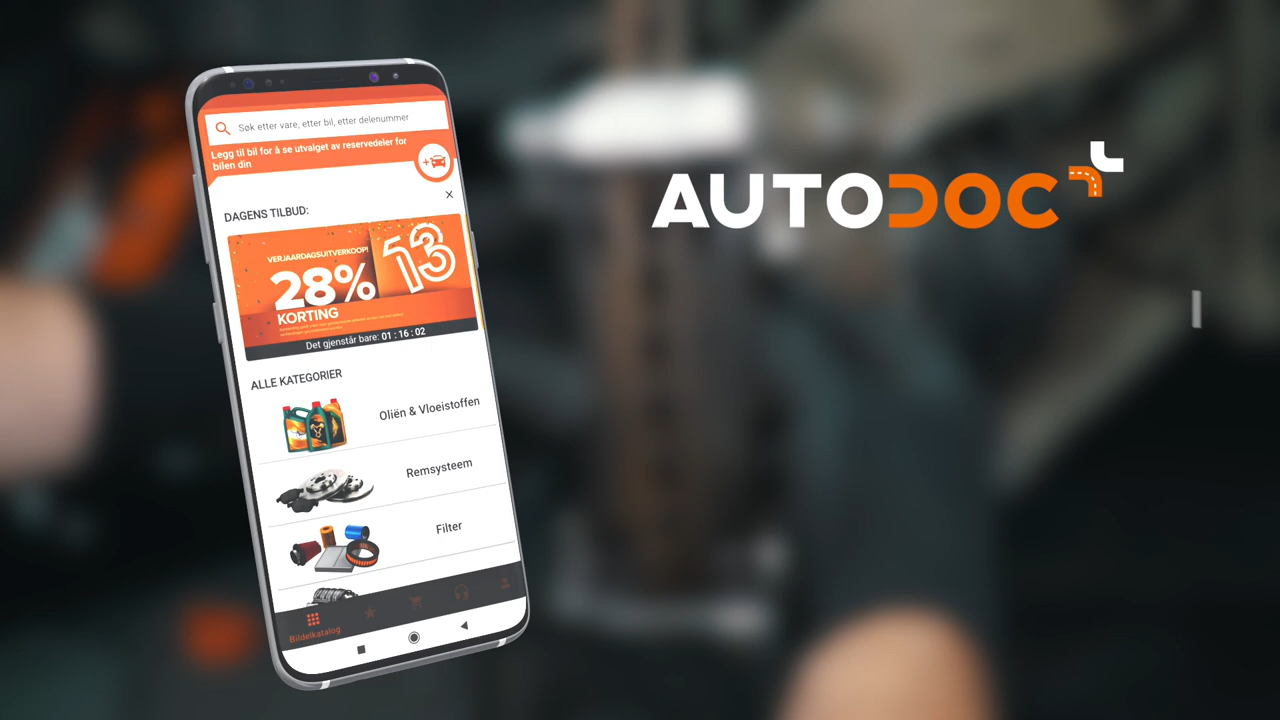 Søk etter vare, etter bil, etter delenummer
Legg til bil for å se utvalget av reservedeler for
bilen din
DAGENS TILBUD:
VERJAARDAGSUITVERKOOP!
28%
13
KORTING
Det gjenstår bare: 01 : 16 : 02
ALLE KATEGORIER
Oliën & Vloeistoffen
Remsysteem
Filter
Bildelkatalog
AUTODOC